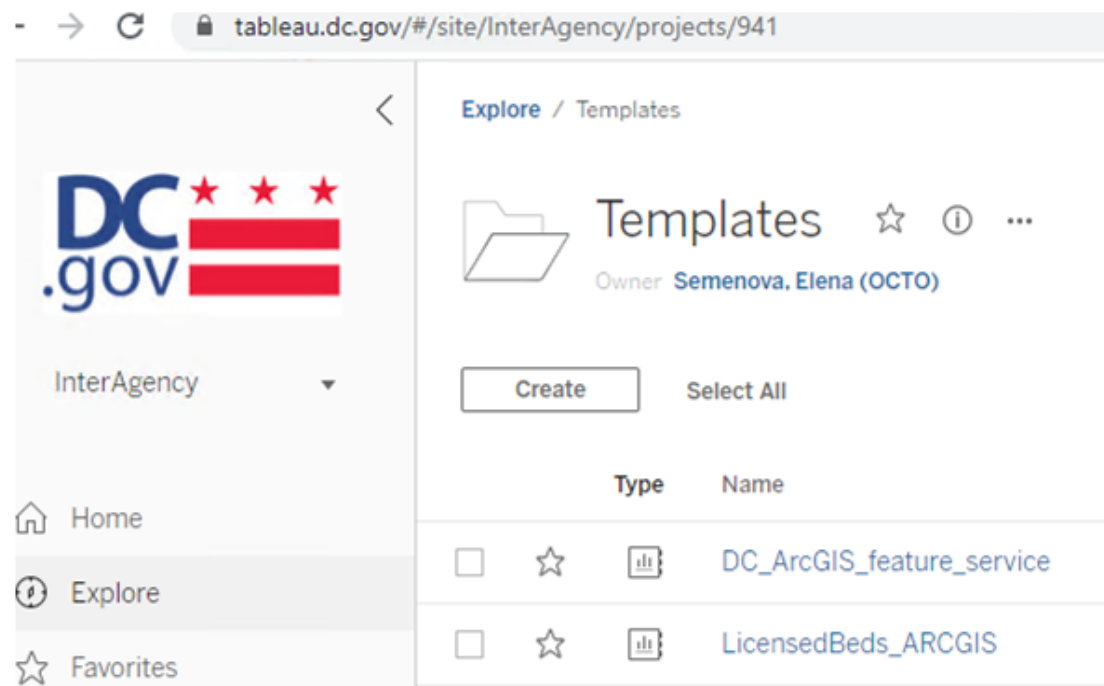 tableau.dc.gov/#/site/InterAgency/projects/941
Explore / Templates
DC
.gov
Templates
Owner Semenova, Elena (OCTO)
InterAgency
Create Select All
Type Name
Home
Explore
Favorites
DC_ArcGIS_feature_service
LicensedBeds_ARCGIS